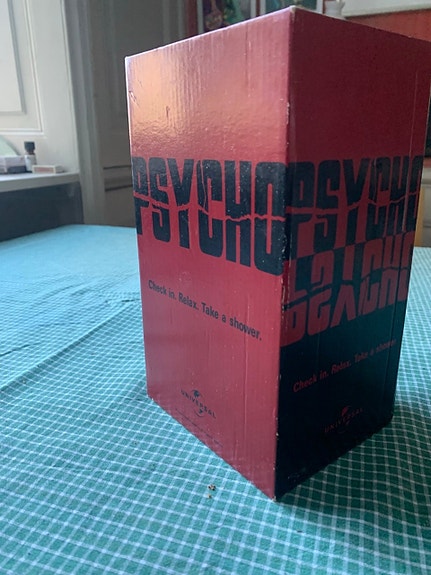 PSYCHO
Check in. Relax. Take a shower.
UNIVERSAL
PSYCHO
PSYCHO
Check in. Relax. Take a shower.
UNIVERSAL